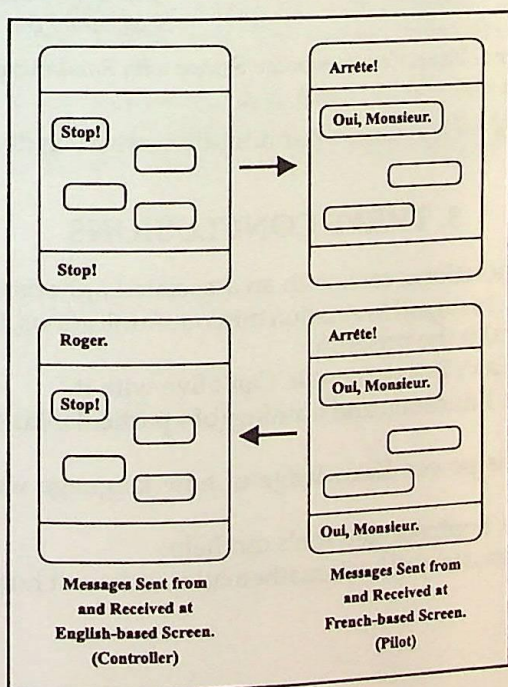 Stop!
Stop!
Arrête!
Oui, Monsieur.
Roger.
Stop!
Arrête!
Oui, Monsieur.
Oui, Monsieur.
Messages Sent from
and Received at
English-based Screen.
(Controller)
Messages Sent from
and Received at
French-based Screen.
(Pilot)